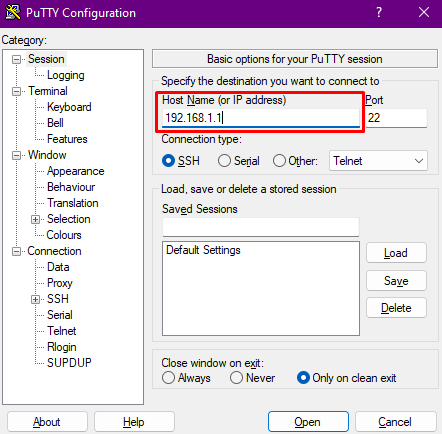 PuTTY Configuration
Category:
Session
Logging
Terminal
Keyboard
Bell
Features
Window
Appearance
Behaviour
Translation
Selection
Colours
Connection
Data
Proxy
SSH
Serial
Telnet
Rlogin
SUPDUP
Basic options for your PuTTY session
Specify the destination you want to connect to
Host Name (or IP address) Port
192.168.1.1 22
Connection type:
SSH Serial Other: Telnet
Load, save or delete a stored session
Saved Sessions
Default Settings
Load
Save
Delete
Close window on exit:
Always Never Only on clean exit
About Help Open Cancel